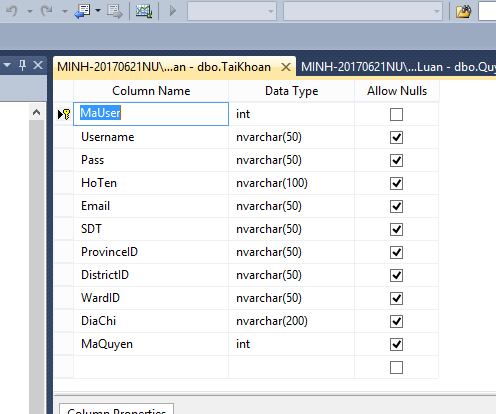 MINH-20170621NU\...an - dbo.TaiKhoan
MINH-20170621NU\...Luan - dbo.Quy
Column Name Data Type Allow Nulls
MaUser int
Username nvarchar(50)
Pass nvarchar(50)
HoTen nvarchar(100)
Email nvarchar(50)
SDT nvarchar(50)
ProvinceID nvarchar(50)
DistrictID nvarchar(50)
WardID nvarchar(50)
DiaChi nvarchar(200)
MaQuyen int
Column Properties